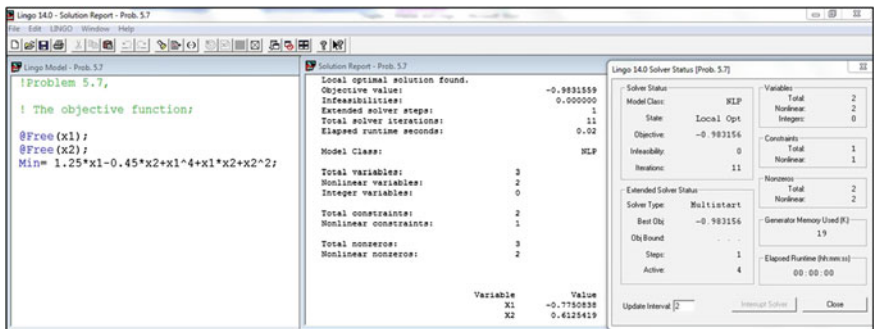 Lingo 14.0 - Solution Report - Prob. 5.7
File Edit LINGO Window Help
Lingo Model - Prob. 5.7
!Problem 5.7,
! The objective function;
@Free(x1);
@Free(x2);
Min= 1.25*x1-0.45*x2+x1^4+x1*x2+x2^2;
Solution Report - Prob. 5.7
Local optimal solution found.
Objective value: -0.9831559
Infeasibilities: 0.000000
Extended solver steps: 1
Total solver iterations: 11
Elapsed runtime seconds: 0.02
Model Class: NLP
Total variables: 3
Nonlinear variables: 2
Integer variables: 0
Total constraints: 2
Nonlinear constraints: 1
Total nonzeros: 3
Nonlinear nonzeros: 2
Variable Value
X1 -0.7750838
X2 0.6125419
Lingo 14.0 Solver Status [Prob. 5.7]
Solver Status
Model Class: NLP
State: Local Opt
Objective: -0.983156
Infeasibility: 0
Iterations: 11
Extended Solver Status
Solver Type: Multistart
Best Obj: -0.983156
Obj Bound: . . .
Steps: 1
Active: 4
Update Interval: 2
Variables
Total: 2
Nonlinear: 2
Integers: 0
Constraints
Total: 1
Nonlinear: 1
Nonzeros
Total: 2
Nonlinear: 2
Generator Memory Used (K)
19
Elapsed Runtime (hh:mm:ss)
00:00:00
Interrupt Solver
Close